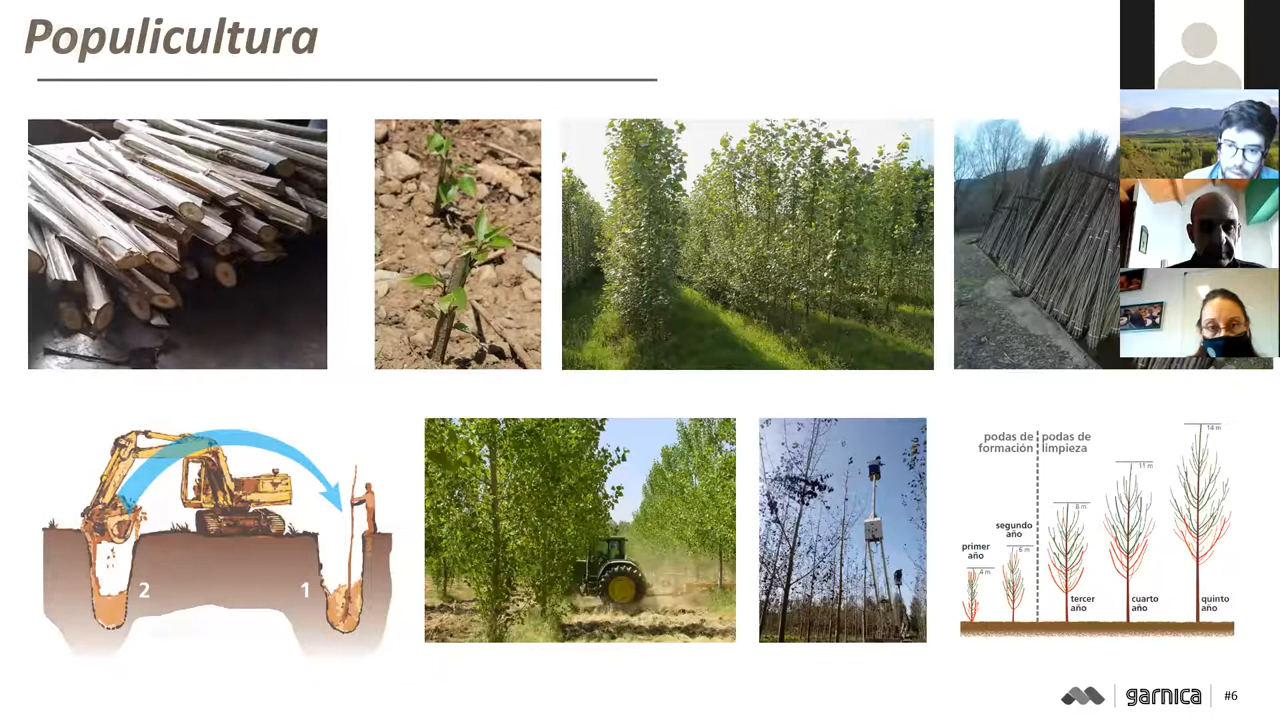 Populicultura
2
1
podas de
formación
podas de
limpieza
primer
año
4 m
segundo
año
6 m
8 m
tercer
año
11 m
cuarto
año
14 m
quinto
año
garnica
#6